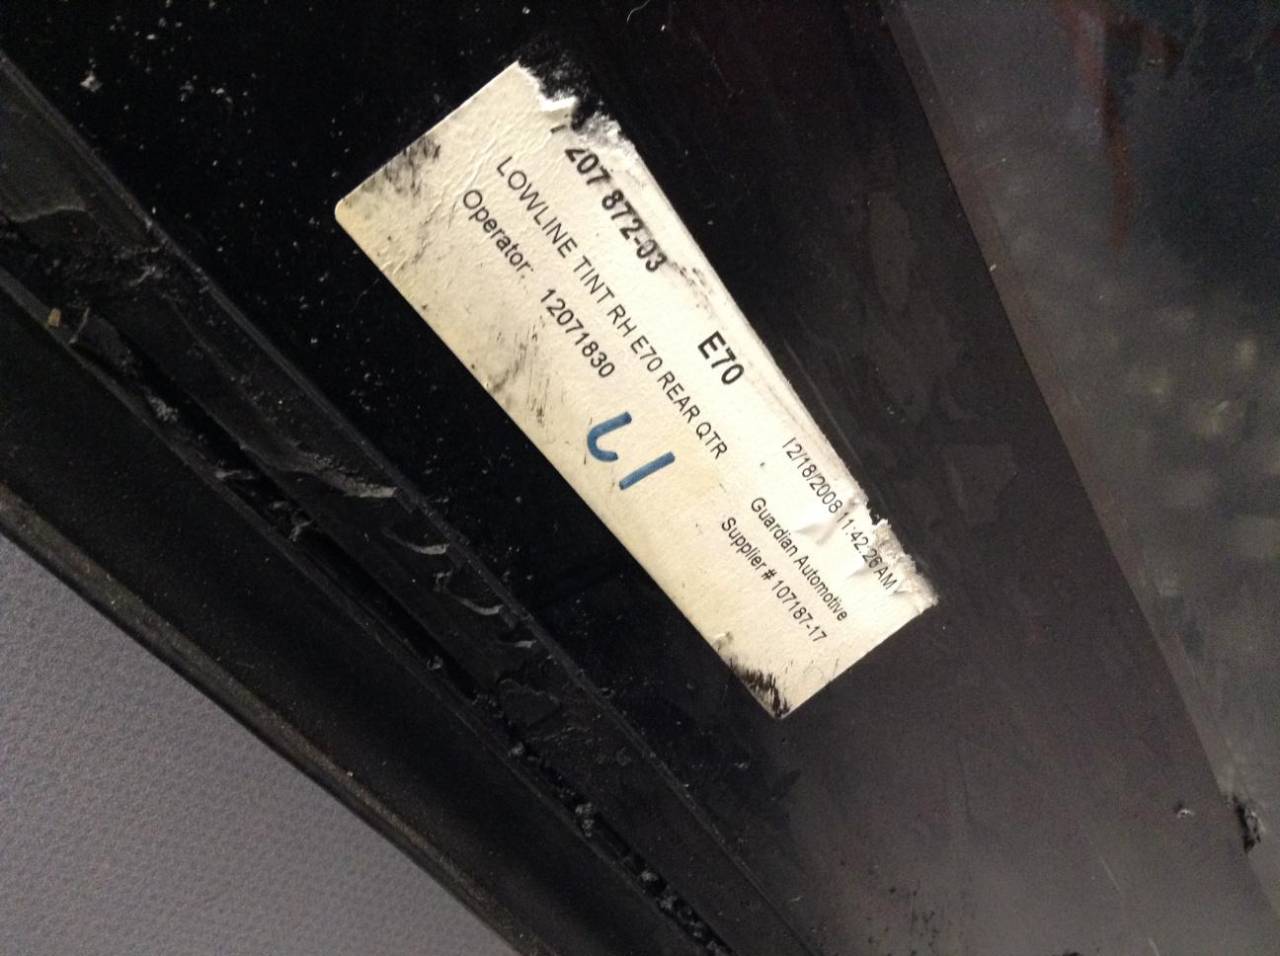 207 872-03 E70 12/18/2008 11:42:26 AM
LOWLINE TINT RH E70 REAR QTR Guardian Automotive
Operator: 12071830 Supplier # 107187-17